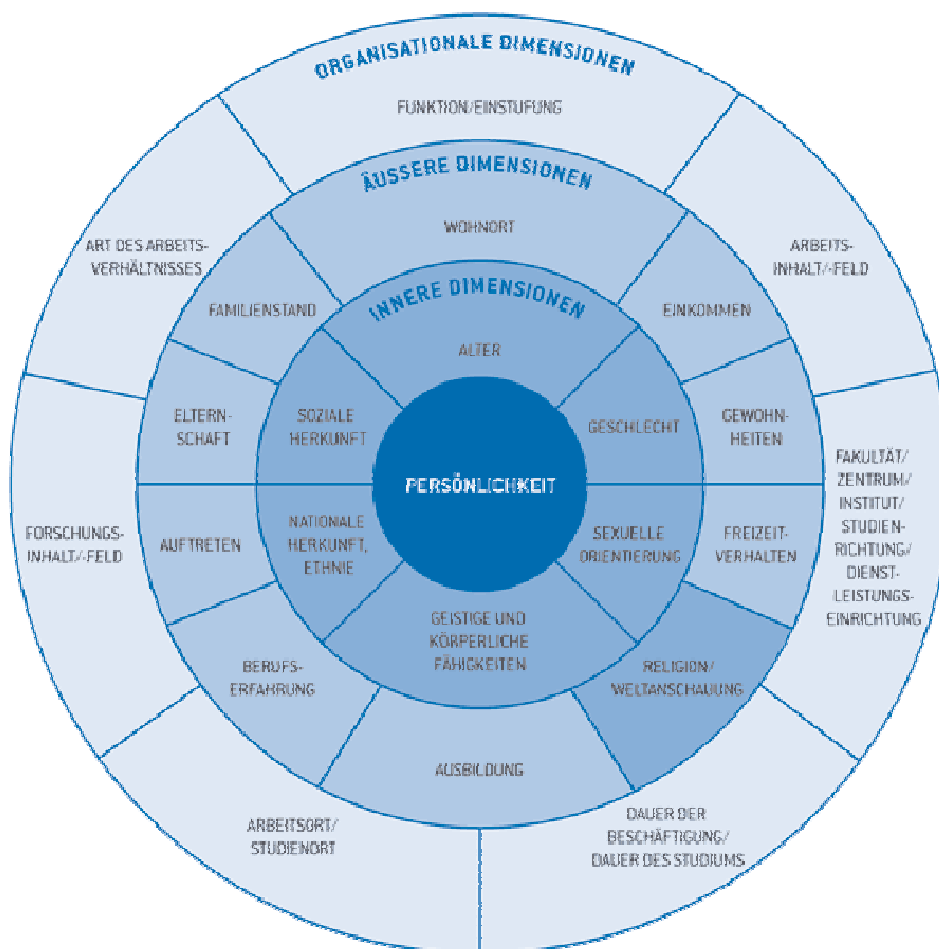 ORGANISATIONALE DIMENSIONEN
FUNKTION/EINSTUFUNG
ART DES ARBEITS-
VERHÄLTNISSES
ARBEITS-
INHALT/-FELD
FORSCHUNGS-
INHALT/-FELD
FAKULTÄT/
ZENTRUM/
INSTITUT/
STUDIEN-
RICHTUNG/
DIENST-
LEISTUNGS-
EINRICHTUNG
ARBEITSORT/
STUDIENORT
DAUER DER
BESCHÄFTIGUNG/
DAUER DES STUDIUMS
ÄUSSERE DIMENSIONEN
WOHNORT
FAMILIENSTAND
EINKOMMEN
ELTERN-
SCHAFT
GEWOHN-
HEITEN
AUFTRETEN
FREIZEIT-
VERHALTEN
BERUFS-
ERFAHRUNG
RELIGION/
WELTANSCHAUUNG
AUSBILDUNG
INNERE DIMENSIONEN
ALTER
SOZIALE
HERKUNFT
GESCHLECHT
NATIONALE
HERKUNFT,
ETHNIE
SEXUELLE
ORIENTIERUNG
GEISTIGE UND
KÖRPERLICHE
FÄHIGKEITEN
PERSÖNLICHKEIT